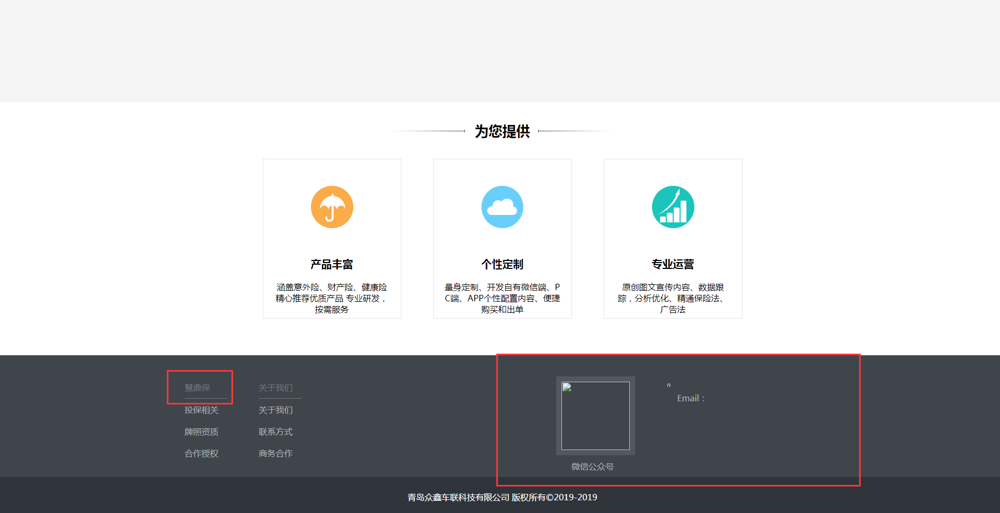 为您提供
产品丰富
涵盖意外险、财产险、健康险
精心推荐优质产品 专业研发，
按需服务
个性定制
量身定制、开发自有微信端、P
C端、APP个性配置内容、便捷
购买和出单
专业运营
原创图文宣传内容、数据跟
踪，分析优化、精通保险法、
广告法
慧鼎保
投保相关
牌照资质
合作授权
关于我们
关于我们
联系方式
商务合作
微信公众号
Email：
青岛众鑫车联科技有限公司 版权所有©2019-2019